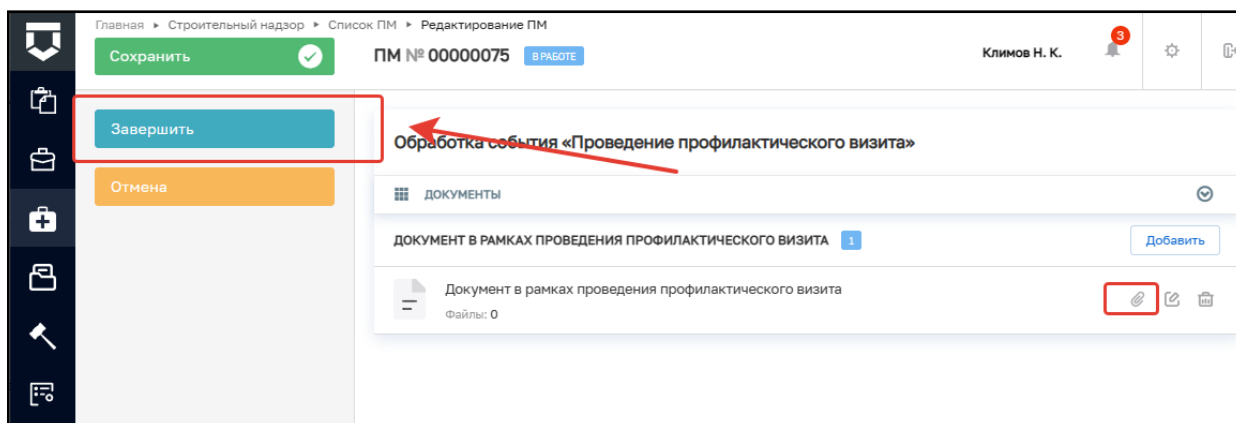 Главная ▸ Строительный надзор ▸ Список ПМ ▸ Редактирование ПМ
Сохранить
ПМ № 00000075 В РАБОТЕ
Климов Н. К.
3
Завершить
Обработка события «Проведение профилактического визита»
Отмена
ДОКУМЕНТЫ
ДОКУМЕНТ В РАМКАХ ПРОВЕДЕНИЯ ПРОФИЛАКТИЧЕСКОГО ВИЗИТА 1
Добавить
Документ в рамках проведения профилактического визита
Файлы: 0